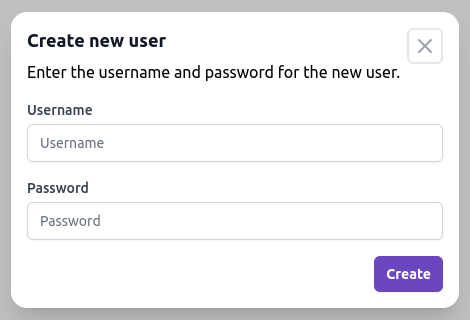 Create new user
Enter the username and password for the new user.
Username
Username
Password
Password
Create